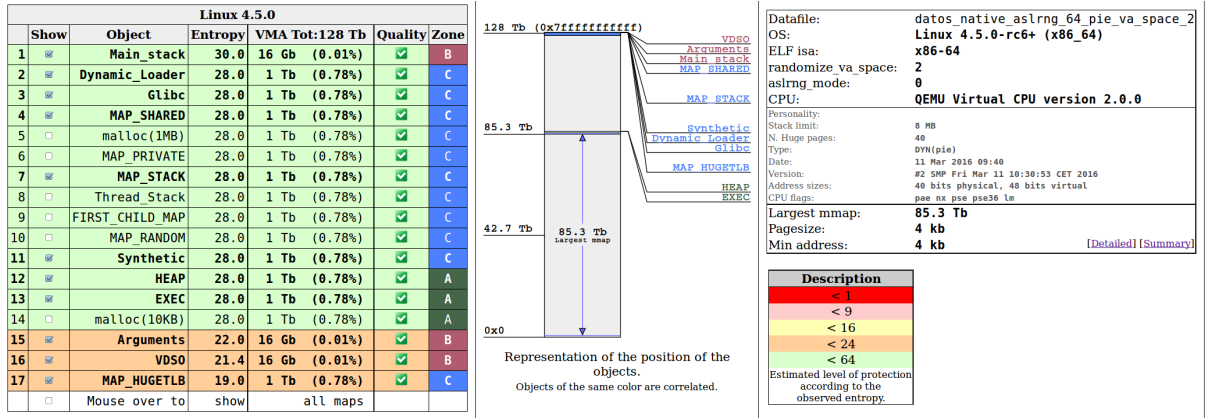 Linux 4.5.0
Show Object Entropy VMA Tot:128 Tb Quality Zone
1 Main_stack 30.0 16 Gb (0.01%) B
2 Dynamic_Loader 28.0 1 Tb (0.78%) C
3 Glibc 28.0 1 Tb (0.78%) C
4 MAP_SHARED 28.0 1 Tb (0.78%) C
5 malloc(1MB) 28.0 1 Tb (0.78%) C
6 MAP_PRIVATE 28.0 1 Tb (0.78%) C
7 MAP_STACK 28.0 1 Tb (0.78%) C
8 Thread_Stack 28.0 1 Tb (0.78%) C
9 FIRST_CHILD_MAP 28.0 1 Tb (0.78%) C
10 MAP_RANDOM 28.0 1 Tb (0.78%) C
11 Synthetic 28.0 1 Tb (0.78%) C
12 HEAP 28.0 1 Tb (0.78%) A
13 EXEC 28.0 1 Tb (0.78%) A
14 malloc(10KB) 28.0 1 Tb (0.78%) A
15 Arguments 22.0 16 Gb (0.01%) B
16 VDSO 21.4 16 Gb (0.01%) B
17 MAP_HUGETLB 19.0 1 Tb (0.78%) C
Mouse over to show all maps
128 Tb (0x7fffffffffff)
VDSO
Arguments
Main stack
MAP SHARED
MAP STACK
85.3 Tb
Synthetic
Dynamic Loader
Glibc
MAP HUGETLB
HEAP
EXEC
42.7 Tb
85.3 Tb
Largest mmap
0x0
Representation of the position of the
objects.
Objects of the same color are correlated.
Datafile: datos_native_aslrng_64_pie_va_space_2
OS: Linux 4.5.0-rc6+ (x86_64)
ELF isa: x86-64
randomize_va_space: 2
aslrng_mode: 0
CPU: QEMU Virtual CPU version 2.0.0
Personality:
Stack limit: 8 MB
N. Huge pages: 40
Type: DYN(pie)
Date: 11 Mar 2016 09:40
Version: #2 SMP Fri Mar 11 10:30:53 CET 2016
Address sizes: 40 bits physical, 48 bits virtual
CPU flags: pae nx pse pse36 lm
Largest mmap: 85.3 Tb
Pagesize: 4 kb
Min address: 4 kb [Detailed] [Summary]
Description
< 1
< 9
< 16
< 24
< 64
Estimated level of protection
according to the
observed entropy.